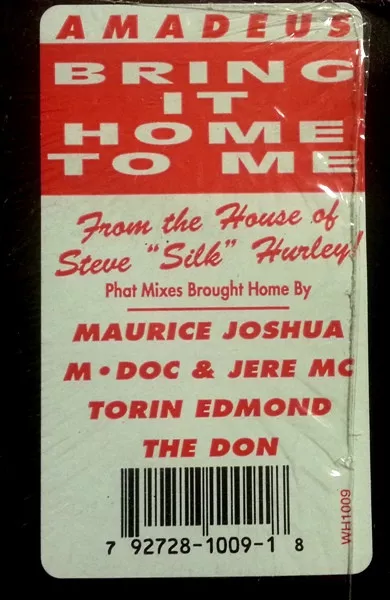 AMADEUS
BRING
IT
HOME
TO ME
From the House of
Steve "Silk" Hurley!
Phat Mixes Brought Home By
MAURICE JOSHUA
M • DOC & JERE MC
TORIN EDMOND
THE DON
7 92728-1009-1 8
WH1009